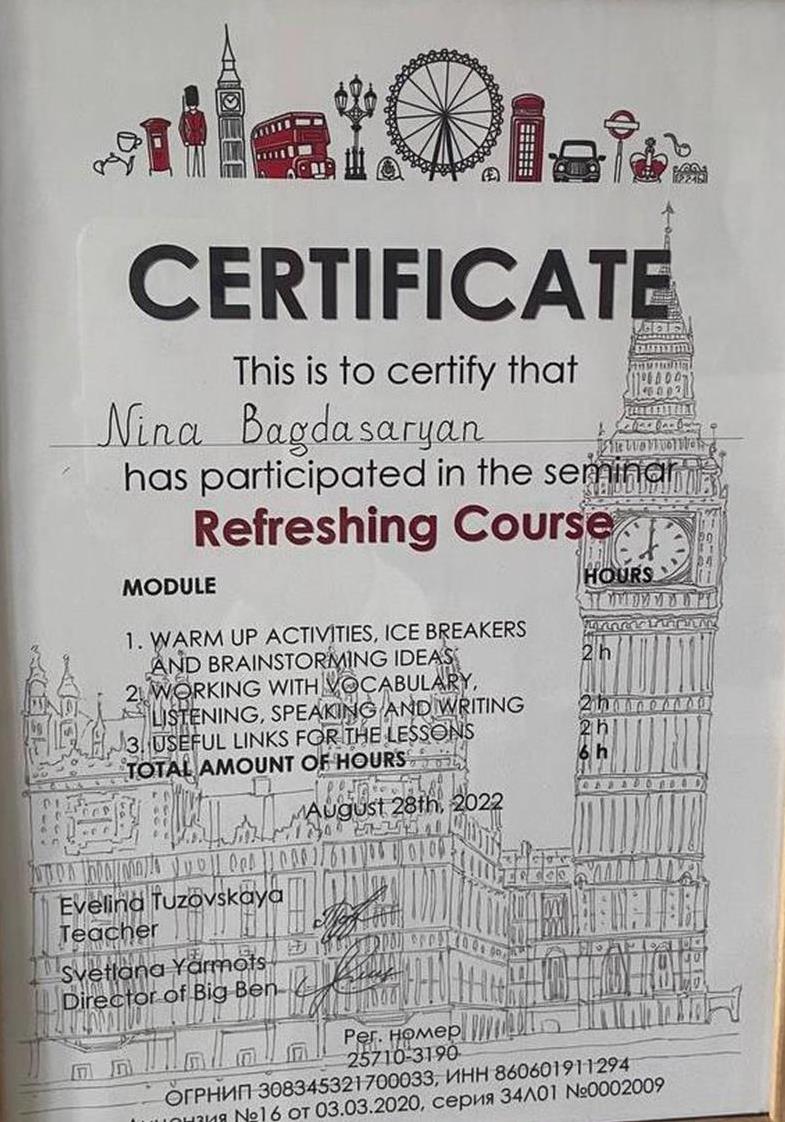 CERTIFICATE
This is to certify that
Nina Bagdasaryan
has participated in the seminar
Refreshing Course
MODULE HOURS
1. WARM UP ACTIVITIES, ICE BREAKERS
AND BRAINSTORMING IDEAS 2 h
2. WORKING WITH VOCABULARY,
LISTENING, SPEAKING AND WRITING 2 h
3. USEFUL LINKS FOR THE LESSONS 2 h
TOTAL AMOUNT OF HOURS 6 h
August 28th, 2022
Evelina Tuzovskaya
Teacher
Svetlana Yarmots
Director of Big Ben
Рег. номер
25710-3190
ОГРНИП 308345321700033, ИНН 860601911294
№16 от 03.03.2020, серия 34Л01 №0002009